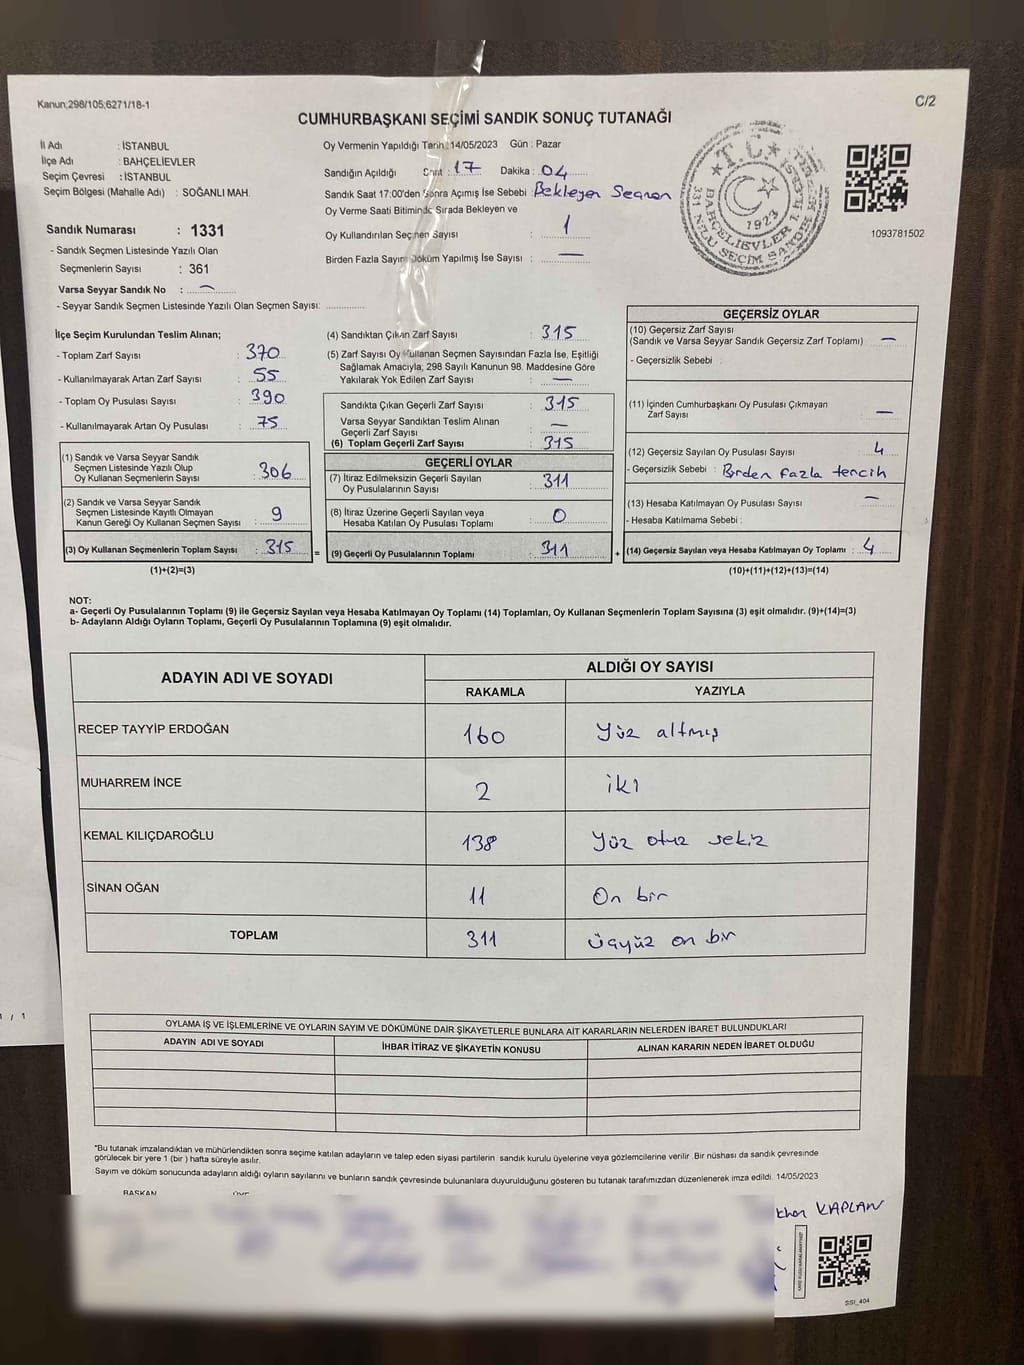 Kanun;298/105;6271/18-1
C/2
CUMHURBAŞKANI SEÇİMİ SANDIK SONUÇ TUTANAĞI
İl Adı : İSTANBUL
İlçe Adı : BAHÇELİEVLER
Seçim Çevresi : İSTANBUL
Seçim Bölgesi (Mahalle Adı) : SOĞANLI MAH.
Sandık Numarası : 1331
- Sandık Seçmen Listesinde Yazılı Olan
Seçmenlerin Sayısı : 361
Varsa Seyyar Sandık No : —
- Seyyar Sandık Seçmen Listesinde Yazılı Olan Seçmen Sayısı:
Oy Vermenin Yapıldığı Tarih: 14/05/2023 Gün : Pazar
Sandığın Açıldığı Saat : 17 Dakika : 04
Sandık Saat 17:00'den Sonra Açılmış İse Sebebi : Bekleyen Seçmen
Oy Verme Saati Bitiminde Sırada Bekleyen ve
Oy Kullandırılan Seçmen Sayısı : 1
Birden Fazla Sayım Döküm Yapılmış İse Sayısı : —
T.C.
1923
1093781502
İlçe Seçim Kurulundan Teslim Alınan;
- Toplam Zarf Sayısı : 370
- Kullanılmayarak Artan Zarf Sayısı : 55
- Toplam Oy Pusulası Sayısı : 390
- Kullanılmayarak Artan Oy Pusulası : 75
(1) Sandık ve Varsa Seyyar Sandık
Seçmen Listesinde Yazılı Olup
Oy Kullanan Seçmenlerin Sayısı : 306
(2) Sandık ve Varsa Seyyar Sandık
Seçmen Listesinde Kayıtlı Olmayan
Kanun Gereği Oy Kullanan Seçmen Sayısı : 9
(3) Oy Kullanan Seçmenlerin Toplam Sayısı : 315
(1)+(2)=(3)
(4) Sandıktan Çıkan Zarf Sayısı : 315
(5) Zarf Sayısı Oy Kullanan Seçmen Sayısından Fazla İse, Eşitliği
Sağlamak Amacıyla; 298 Sayılı Kanunun 98. Maddesine Göre
Yakılarak Yok Edilen Zarf Sayısı : —
Sandıkta Çıkan Geçerli Zarf Sayısı : 315
Varsa Seyyar Sandıktan Teslim Alınan
Geçerli Zarf Sayısı : —
(6) Toplam Geçerli Zarf Sayısı : 315
GEÇERLİ OYLAR
(7) İtiraz Edilmeksizin Geçerli Sayılan
Oy Pusulalarının Sayısı : 311
(8) İtiraz Üzerine Geçerli Sayılan veya
Hesaba Katılan Oy Pusulası Toplamı : 0
= (9) Geçerli Oy Pusulalarının Toplamı : 311
GEÇERSİZ OYLAR
(10) Geçersiz Zarf Sayısı
(Sandık ve Varsa Seyyar Sandık Geçersiz Zarf Toplamı) : —
- Geçersizlik Sebebi :
(11) İçinden Cumhurbaşkanı Oy Pusulası Çıkmayan
Zarf Sayısı : —
(12) Geçersiz Sayılan Oy Pusulası Sayısı : 4
- Geçersizlik Sebebi : Birden fazla tercih
(13) Hesaba Katılmayan Oy Pusulası Sayısı : —
- Hesaba Katılmama Sebebi :
+ (14) Geçersiz Sayılan veya Hesaba Katılmayan Oy Toplamı : 4
(10)+(11)+(12)+(13)=(14)
NOT:
a- Geçerli Oy Pusulalarının Toplamı (9) ile Geçersiz Sayılan veya Hesaba Katılmayan Oy Toplamı (14) Toplamları, Oy Kullanan Seçmenlerin Toplam Sayısına (3) eşit olmalıdır. (9)+(14)=(3)
b- Adayların Aldığı Oyların Toplamı, Geçerli Oy Pusulalarının Toplamına (9) eşit olmalıdır.
ADAYIN ADI VE SOYADI
ALDIĞI OY SAYISI
RAKAMLA YAZIYLA
RECEP TAYYİP ERDOĞAN 160 Yüz altmış
MUHARREM İNCE 2 iki
KEMAL KILIÇDAROĞLU 138 Yüz otuz sekiz
SİNAN OĞAN 11 On bir
TOPLAM 311 üçyüz on bir
OYLAMA İŞ VE İŞLEMLERİNE VE OYLARIN SAYIM VE DÖKÜMÜNE DAİR ŞİKAYETLERLE BUNLARA AİT KARARLARIN NELERDEN İBARET BULUNDUKLARI
ADAYIN ADI VE SOYADI İHBAR İTİRAZ VE ŞİKAYETİN KONUSU ALINAN KARARIN NEDEN İBARET OLDUĞU
*Bu tutanak imzalandıktan ve mühürlendikten sonra seçime katılan adayların ve talep eden siyasi partilerin sandık kurulu üyelerine veya gözlemcilerine verilir. Bir nüshası da sandık çevresinde
görülecek bir yere 1 (bir ) hafta süreyle asılır.
Sayım ve döküm sonucunda adayların aldığı oyların sayılarını ve bunların sandık çevresinde bulunanlara duyurulduğunu gösteren bu tutanak tarafımızdan düzenlenerek imza edildi. 14/05/2023
BAŞKAN
KAPLAN
SSI_404
1 / 1